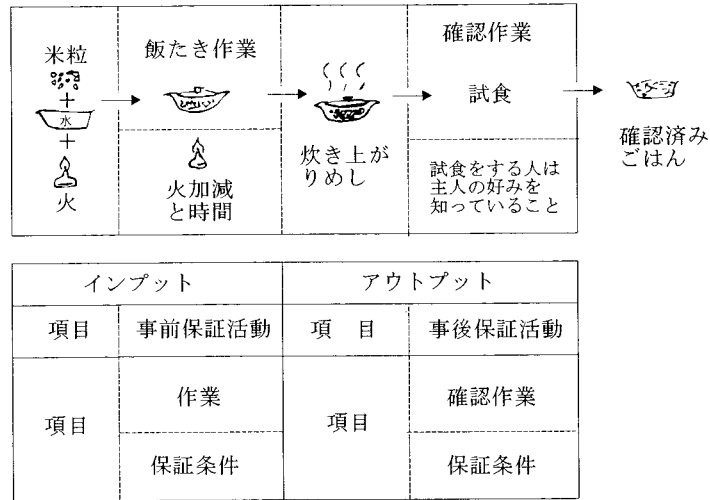 米粒
+
水
+
火
飯たき作業
火加減
と時間
炊き上が
りめし
確認作業
試食
試食をする人は
主人の好みを
知っていること
確認済み
ごはん
インプット
アウトプット
項目
事前保証活動
項 目
事後保証活動
項目
作業
保証条件
項目
確認作業
保証条件